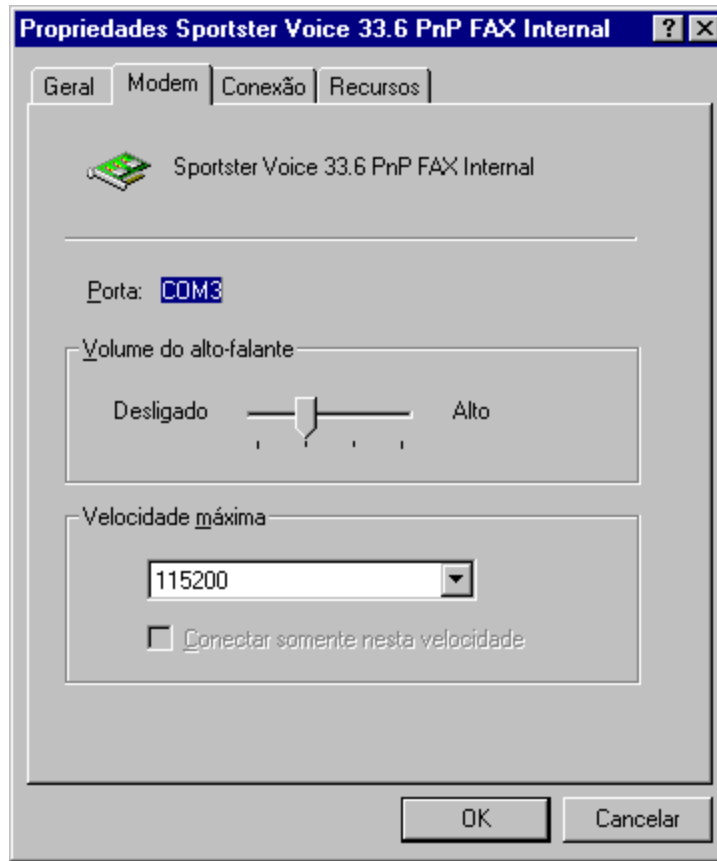 Propriedades Sportster Voice 33.6 PnP FAX Internal ? X
Geral Modem Conexão Recursos
Sportster Voice 33.6 PnP FAX Internal
Porta: COM3
Volume do alto-falante
Desligado Alto
Velocidade máxima
115200
Conectar somente nesta velocidade
OK Cancelar